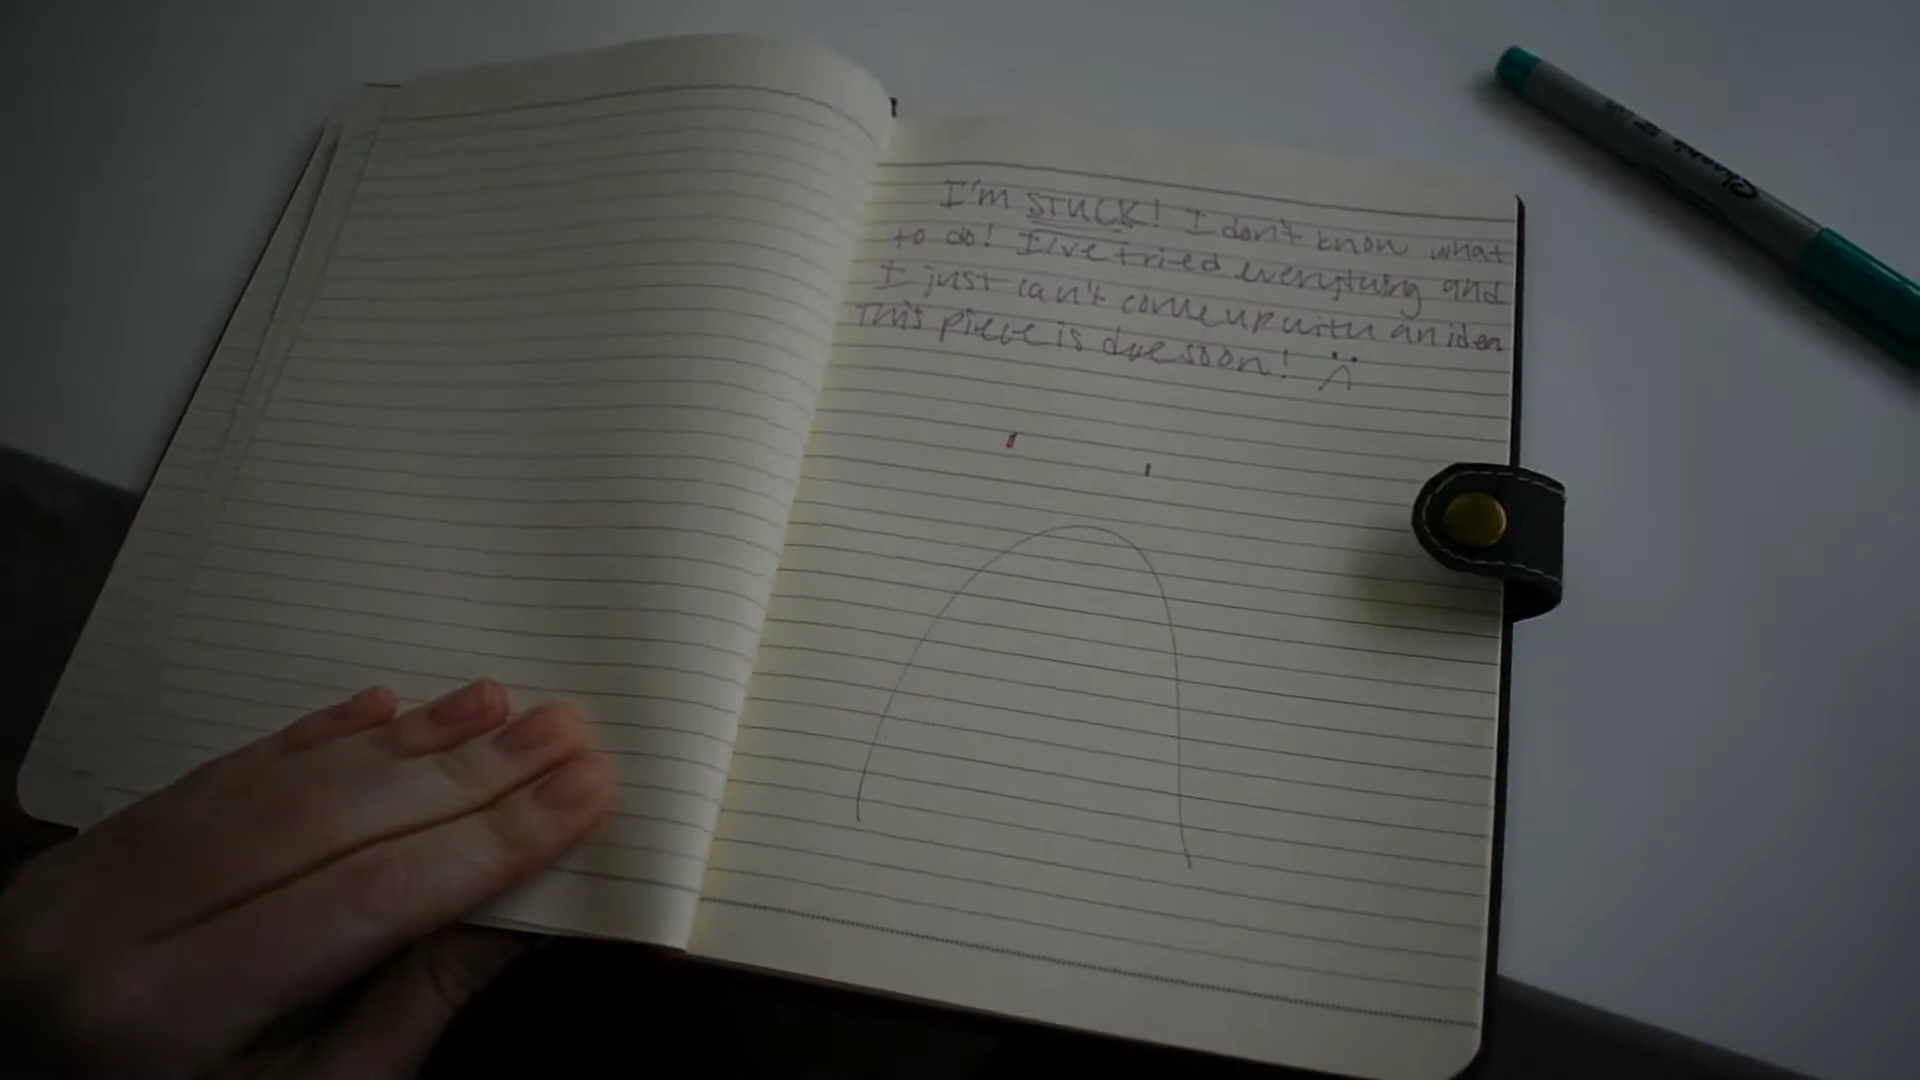 I'm STUCK! I don't know what
to do! I've tried everything and
I just can't come up with an idea
This piece is due soon!
Sharpie